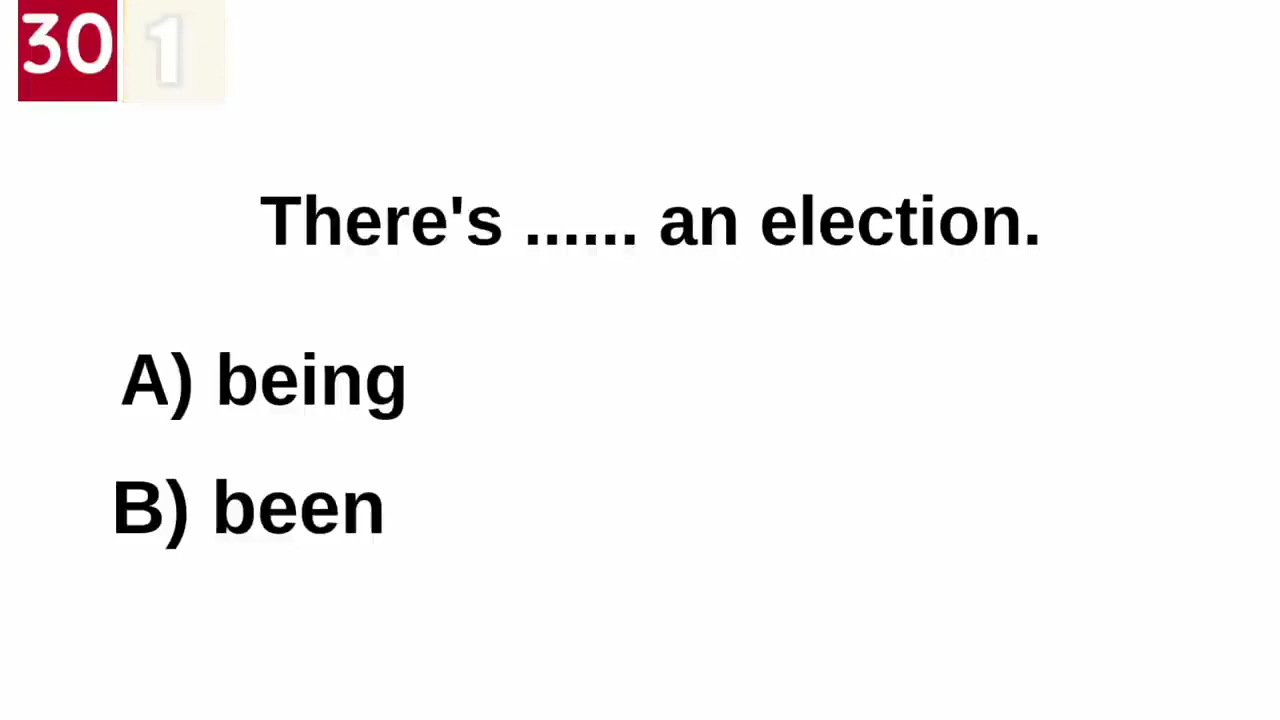 30 1
There's ...... an election.
A) being
B) been